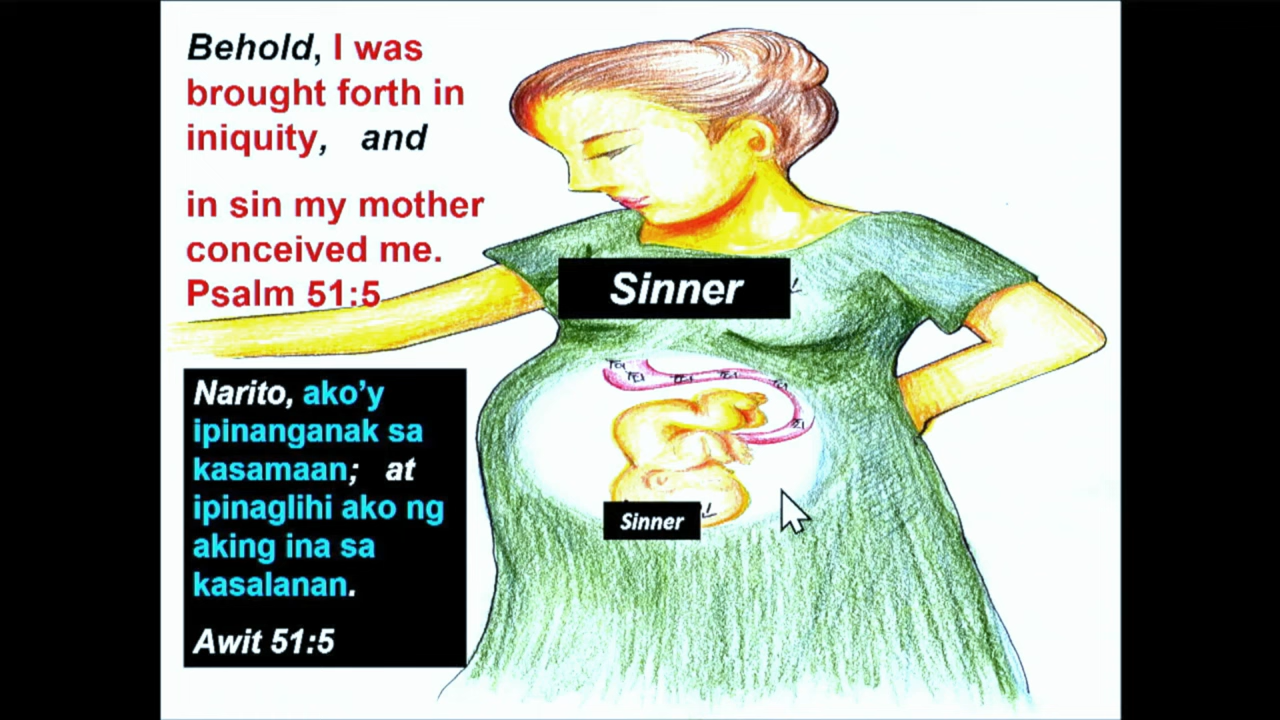 Behold, I was
brought forth in
iniquity, and
in sin my mother
conceived me.
Psalm 51:5
Sinner
Narito, ako’y
ipinanganak sa
kasamaan; at
ipinaglihi ako ng
aking ina sa
kasalanan.
Awit 51:5
Sinner